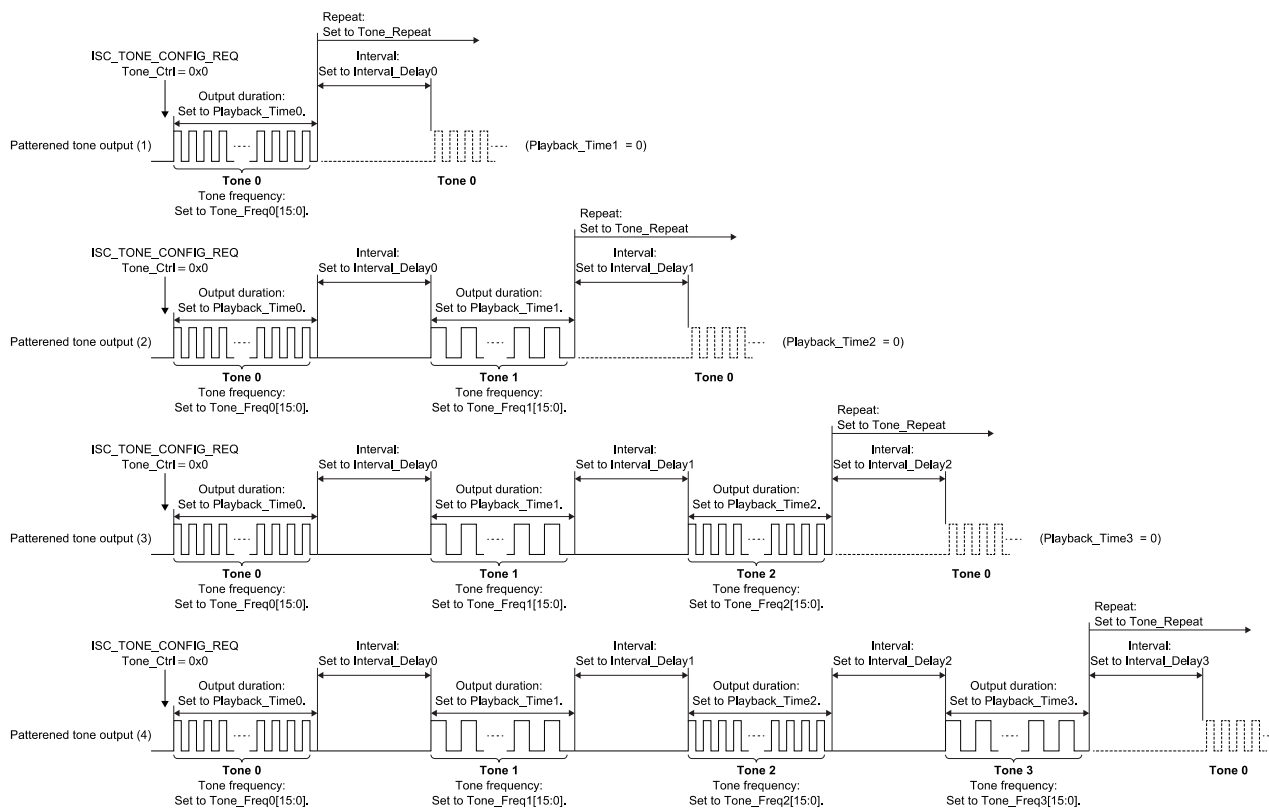 Repeat:
Set to Tone_Repeat
ISC_TONE_CONFIG_REQ
Tone_Ctrl = 0x0
Interval:
Set to Interval_Delay0
Output duration:
Set to Playback_Time0.
Patterened tone output (1)
(Playback_Time1 = 0)
Tone 0
Tone 0
Tone frequency:
Set to Tone_Freq0[15:0].
Repeat:
Set to Tone_Repeat
ISC_TONE_CONFIG_REQ
Tone_Ctrl = 0x0
Interval:
Set to Interval_Delay0
Interval:
Set to Interval_Delay1
Output duration:
Set to Playback_Time0.
Output duration:
Set to Playback_Time1.
Patterened tone output (2)
(Playback_Time2 = 0)
Tone 0
Tone 1
Tone 0
Tone frequency:
Set to Tone_Freq0[15:0].
Tone frequency:
Set to Tone_Freq1[15:0].
Repeat:
Set to Tone_Repeat
ISC_TONE_CONFIG_REQ
Tone_Ctrl = 0x0
Interval:
Set to Interval_Delay0
Interval:
Set to Interval_Delay1
Interval:
Set to Interval_Delay2
Output duration:
Set to Playback_Time0.
Output duration:
Set to Playback_Time1.
Output duration:
Set to Playback_Time2.
Patterened tone output (3)
(Playback_Time3 = 0)
Tone 0
Tone 1
Tone 2
Tone 0
Tone frequency:
Set to Tone_Freq0[15:0].
Tone frequency:
Set to Tone_Freq1[15:0].
Tone frequency:
Set to Tone_Freq2[15:0].
Repeat:
Set to Tone_Repeat
ISC_TONE_CONFIG_REQ
Tone_Ctrl = 0x0
Interval:
Set to Interval_Delay0
Interval:
Set to Interval_Delay1
Interval:
Set to Interval_Delay2
Interval:
Set to Interval_Delay3
Output duration:
Set to Playback_Time0.
Output duration:
Set to Playback_Time1.
Output duration:
Set to Playback_Time2.
Output duration:
Set to Playback_Time3.
Patterened tone output (4)
Tone 0
Tone 1
Tone 2
Tone 3
Tone 0
Tone frequency:
Set to Tone_Freq0[15:0].
Tone frequency:
Set to Tone_Freq1[15:0].
Tone frequency:
Set to Tone_Freq2[15:0].
Tone frequency:
Set to Tone_Freq3[15:0].